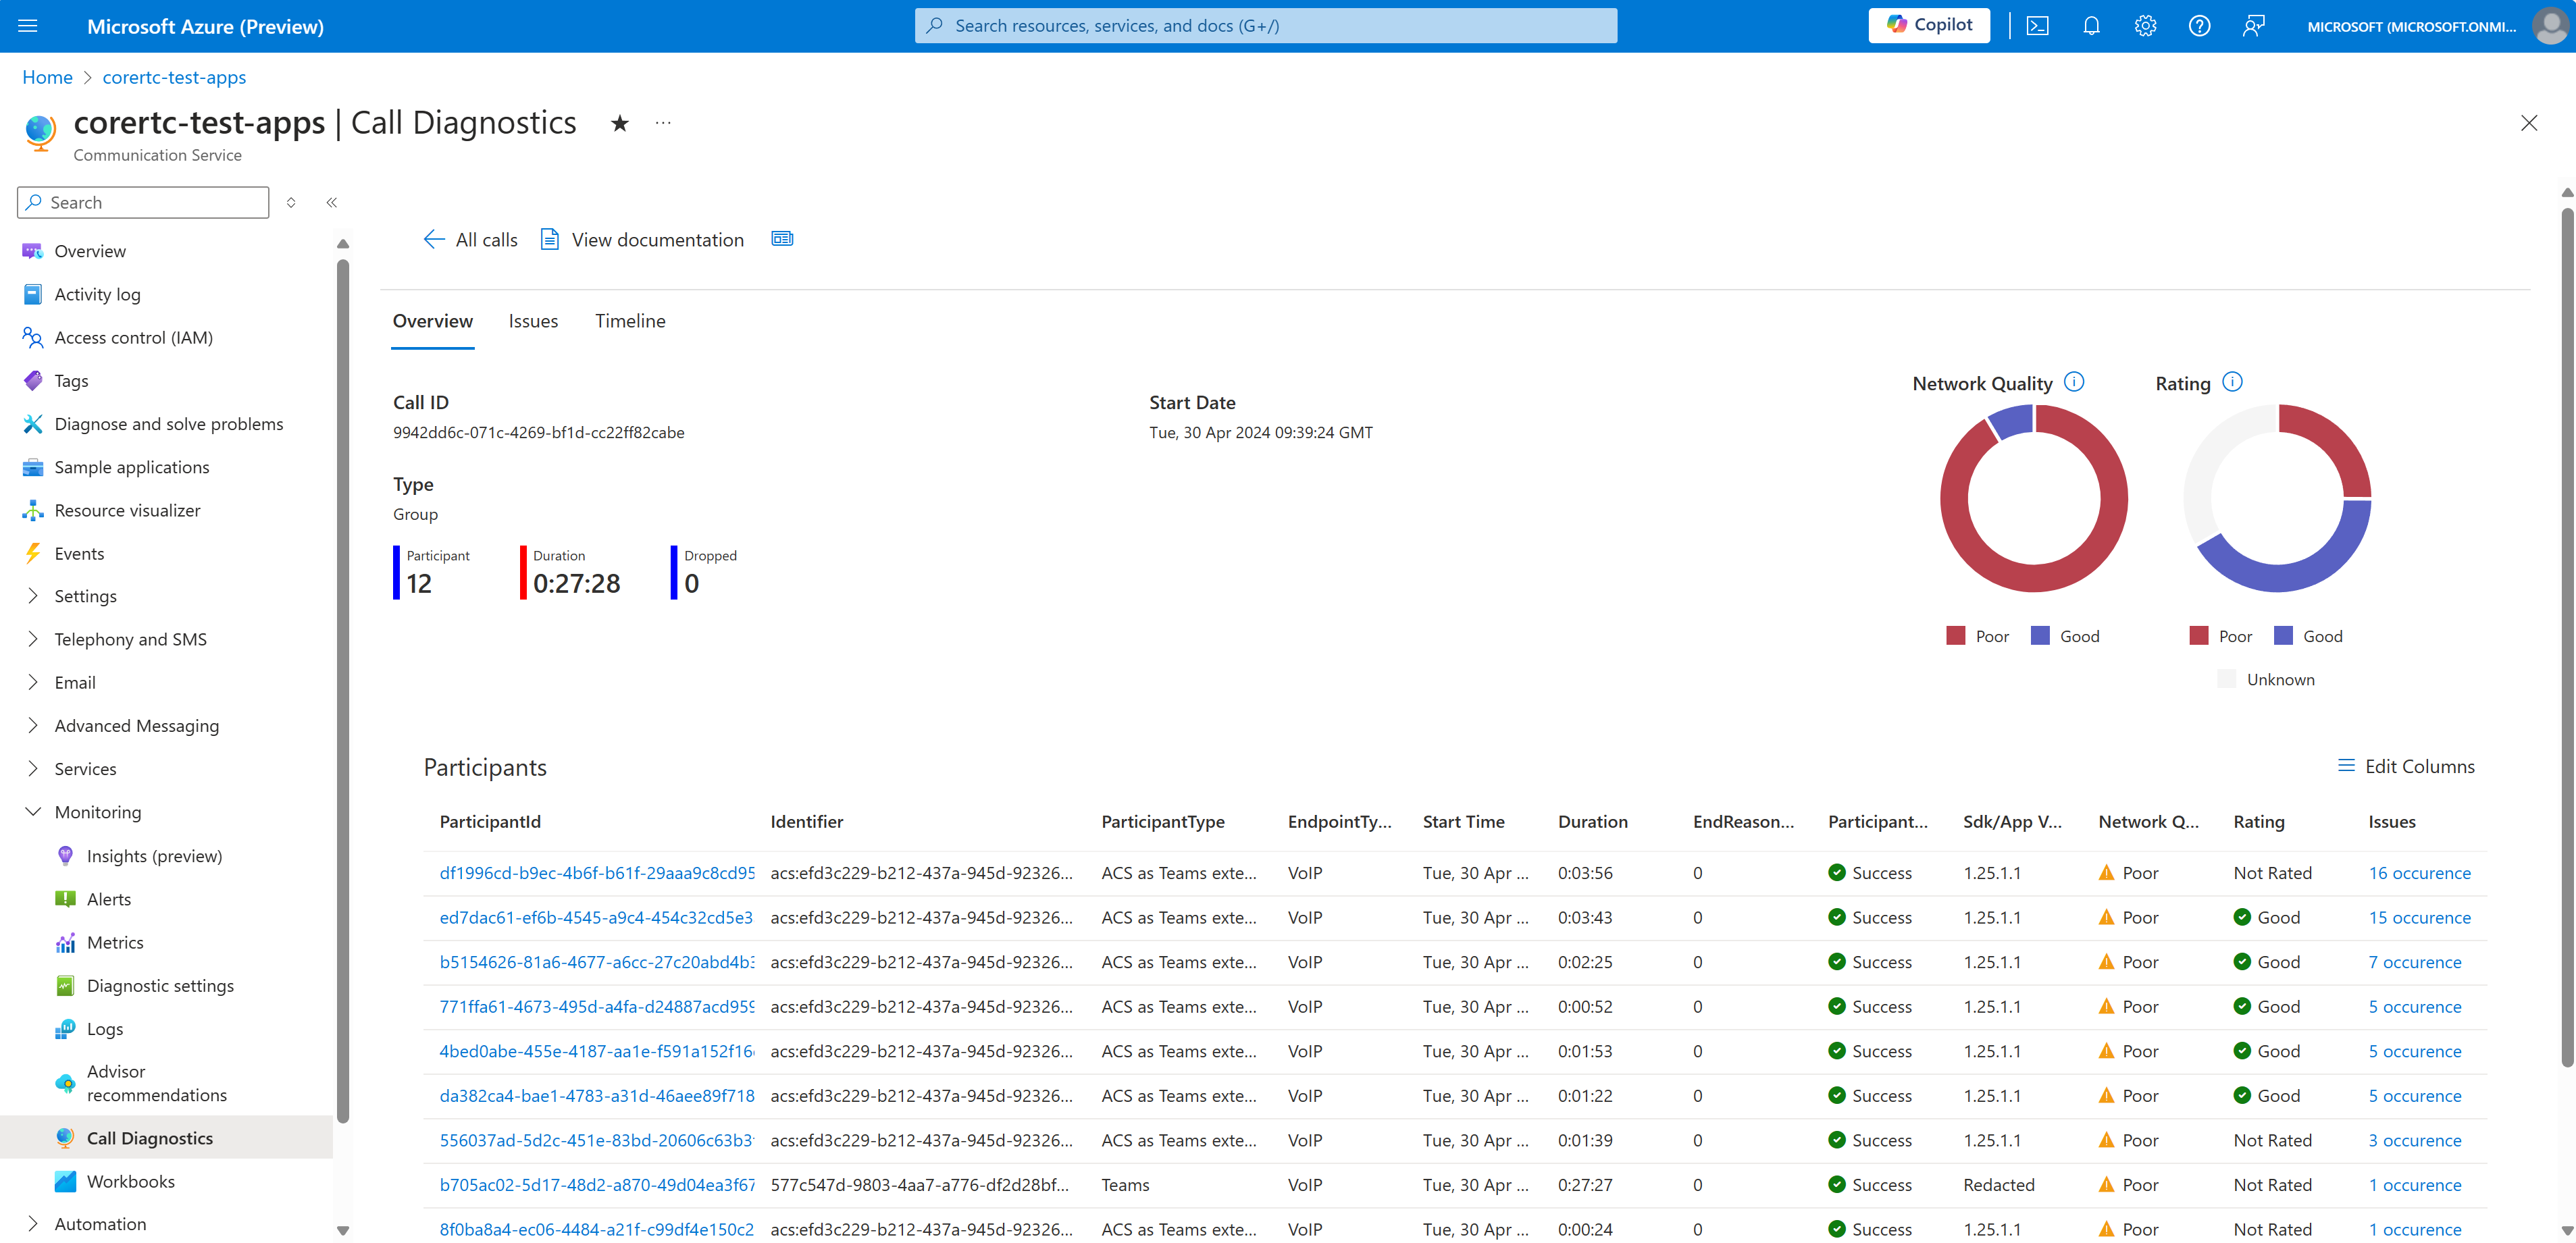 Microsoft Azure (Preview)
Search resources, services, and docs (G+/)
Copilot
MICROSOFT (MICROSOFT.ONMI...
Home > corertc-test-apps
corertc-test-apps | Call Diagnostics
Communication Service
Search
Overview
Activity log
Access control (IAM)
Tags
Diagnose and solve problems
Sample applications
Resource visualizer
Events
Settings
Telephony and SMS
Email
Advanced Messaging
Services
Monitoring
Insights (preview)
Alerts
Metrics
Diagnostic settings
Logs
Advisor
recommendations
Call Diagnostics
Workbooks
Automation
All calls View documentation
Overview Issues Timeline
Call ID
9942dd6c-071c-4269-bf1d-cc22ff82cabe
Start Date
Tue, 30 Apr 2024 09:39:24 GMT
Type
Group
Participant
12
Duration
0:27:28
Dropped
0
Network Quality
Poor Good
Rating
Poor Good
Unknown
Participants
Edit Columns
ParticipantId Identifier ParticipantType EndpointTy... Start Time Duration EndReason... Participant... Sdk/App V... Network Q... Rating Issues
df1996cd-b9ec-4b6f-b61f-29aaa9c8cd95 acs:efd3c229-b212-437a-945d-92326... ACS as Teams exte... VoIP Tue, 30 Apr ... 0:03:56 0 Success 1.25.1.1 Poor Not Rated 16 occurence
ed7dac61-ef6b-4545-a9c4-454c32cd5e3 acs:efd3c229-b212-437a-945d-92326... ACS as Teams exte... VoIP Tue, 30 Apr ... 0:03:43 0 Success 1.25.1.1 Poor Good 15 occurence
b5154626-81a6-4677-a6cc-27c20abd4b3 acs:efd3c229-b212-437a-945d-92326... ACS as Teams exte... VoIP Tue, 30 Apr ... 0:02:25 0 Success 1.25.1.1 Poor Good 7 occurence
771ffa61-4673-495d-a4fa-d24887acd959 acs:efd3c229-b212-437a-945d-92326... ACS as Teams exte... VoIP Tue, 30 Apr ... 0:00:52 0 Success 1.25.1.1 Poor Good 5 occurence
4bed0abe-455e-4187-aa1e-f591a152f16 acs:efd3c229-b212-437a-945d-92326... ACS as Teams exte... VoIP Tue, 30 Apr ... 0:01:53 0 Success 1.25.1.1 Poor Good 5 occurence
da382ca4-bae1-4783-a31d-46aee89f718 acs:efd3c229-b212-437a-945d-92326... ACS as Teams exte... VoIP Tue, 30 Apr ... 0:01:22 0 Success 1.25.1.1 Poor Good 5 occurence
556037ad-5d2c-451e-83bd-20606c63b3 acs:efd3c229-b212-437a-945d-92326... ACS as Teams exte... VoIP Tue, 30 Apr ... 0:01:39 0 Success 1.25.1.1 Poor Not Rated 3 occurence
b705ac02-5d17-48d2-a870-49d04ea3f67 577c547d-9803-4aa7-a776-df2d28bf... Teams VoIP Tue, 30 Apr ... 0:27:27 0 Success Redacted Poor Not Rated 1 occurence
8f0ba8a4-ec06-4484-a21f-c99df4e150c2 acs:efd3c229-b212-437a-945d-92326... ACS as Teams exte... VoIP Tue, 30 Apr ... 0:00:24 0 Success 1.25.1.1 Poor Not Rated 1 occurence